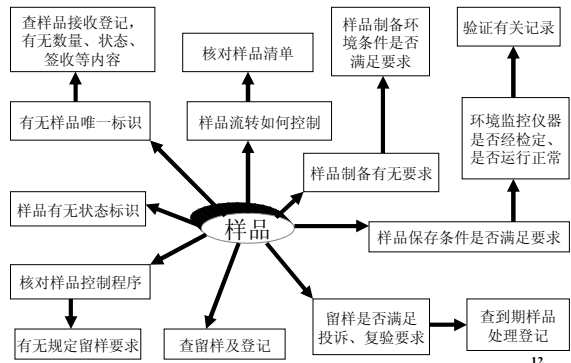 查样品接收登记,
有无数量、状态、
签收等内容
核对样品清单
样品制备环
境条件是否
满足要求
验证有关记录
有无样品唯一标识
样品流转如何控制
环境监控仪器
是否经检定、
是否运行正常
样品制备有无要求
样品有无状态标识
样品
样品保存条件是否满足要求
核对样品控制程序
留样是否满足
投诉、复验要求
查到期样品
处理登记
有无规定留样要求
查留样及登记
12